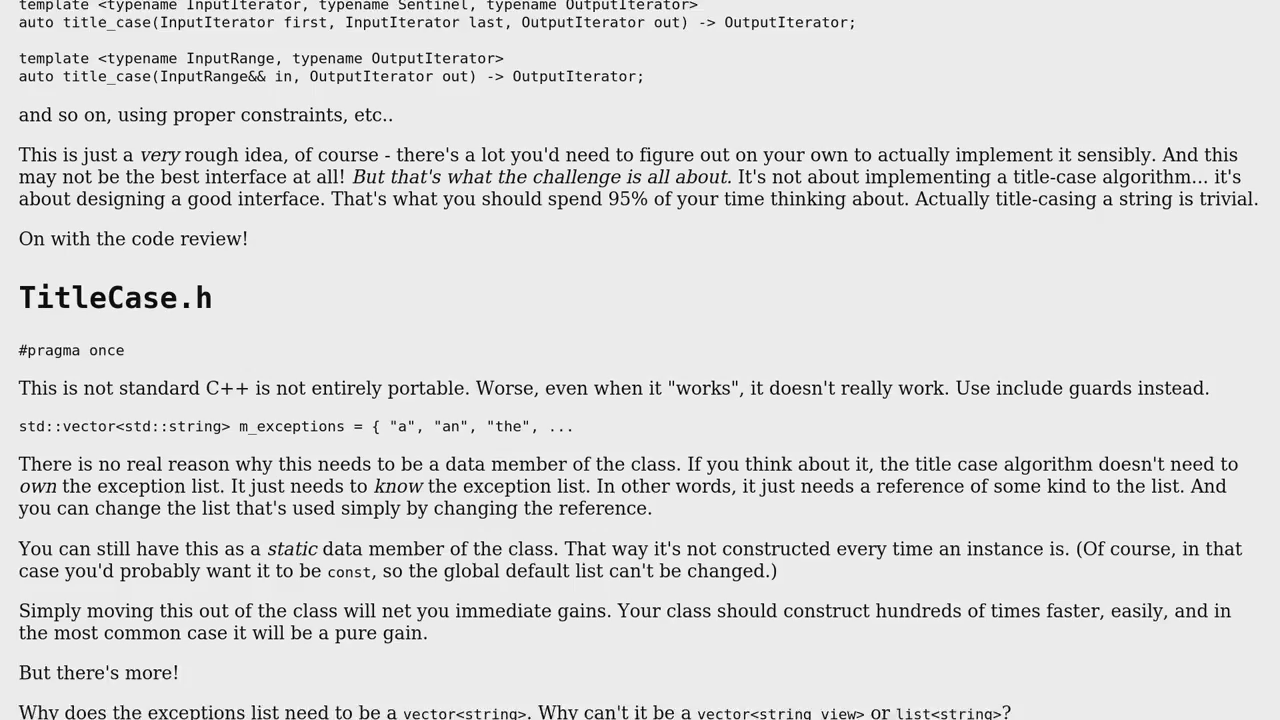 template <typename InputIterator, typename Sentinel, typename OutputIterator>
auto title_case(InputIterator first, InputIterator last, OutputIterator out) -> OutputIterator;
template <typename InputRange, typename OutputIterator>
auto title_case(InputRange&& in, OutputIterator out) -> OutputIterator;
and so on, using proper constraints, etc..
This is just a very rough idea, of course - there's a lot you'd need to figure out on your own to actually implement it sensibly. And this
may not be the best interface at all! But that's what the challenge is all about. It's not about implementing a title-case algorithm... it's
about designing a good interface. That's what you should spend 95% of your time thinking about. Actually title-casing a string is trivial.
On with the code review!
TitleCase.h
#pragma once
This is not standard C++ is not entirely portable. Worse, even when it "works", it doesn't really work. Use include guards instead.
std::vector<std::string> m_exceptions = { "a", "an", "the", ...
There is no real reason why this needs to be a data member of the class. If you think about it, the title case algorithm doesn't need to
own the exception list. It just needs to know the exception list. In other words, it just needs a reference of some kind to the list. And
you can change the list that's used simply by changing the reference.
You can still have this as a static data member of the class. That way it's not constructed every time an instance is. (Of course, in that
case you'd probably want it to be const, so the global default list can't be changed.)
Simply moving this out of the class will net you immediate gains. Your class should construct hundreds of times faster, easily, and in
the most common case it will be a pure gain.
But there's more!
Why does the exceptions list need to be a vector<string>. Why can't it be a vector<string_view> or list<string>?